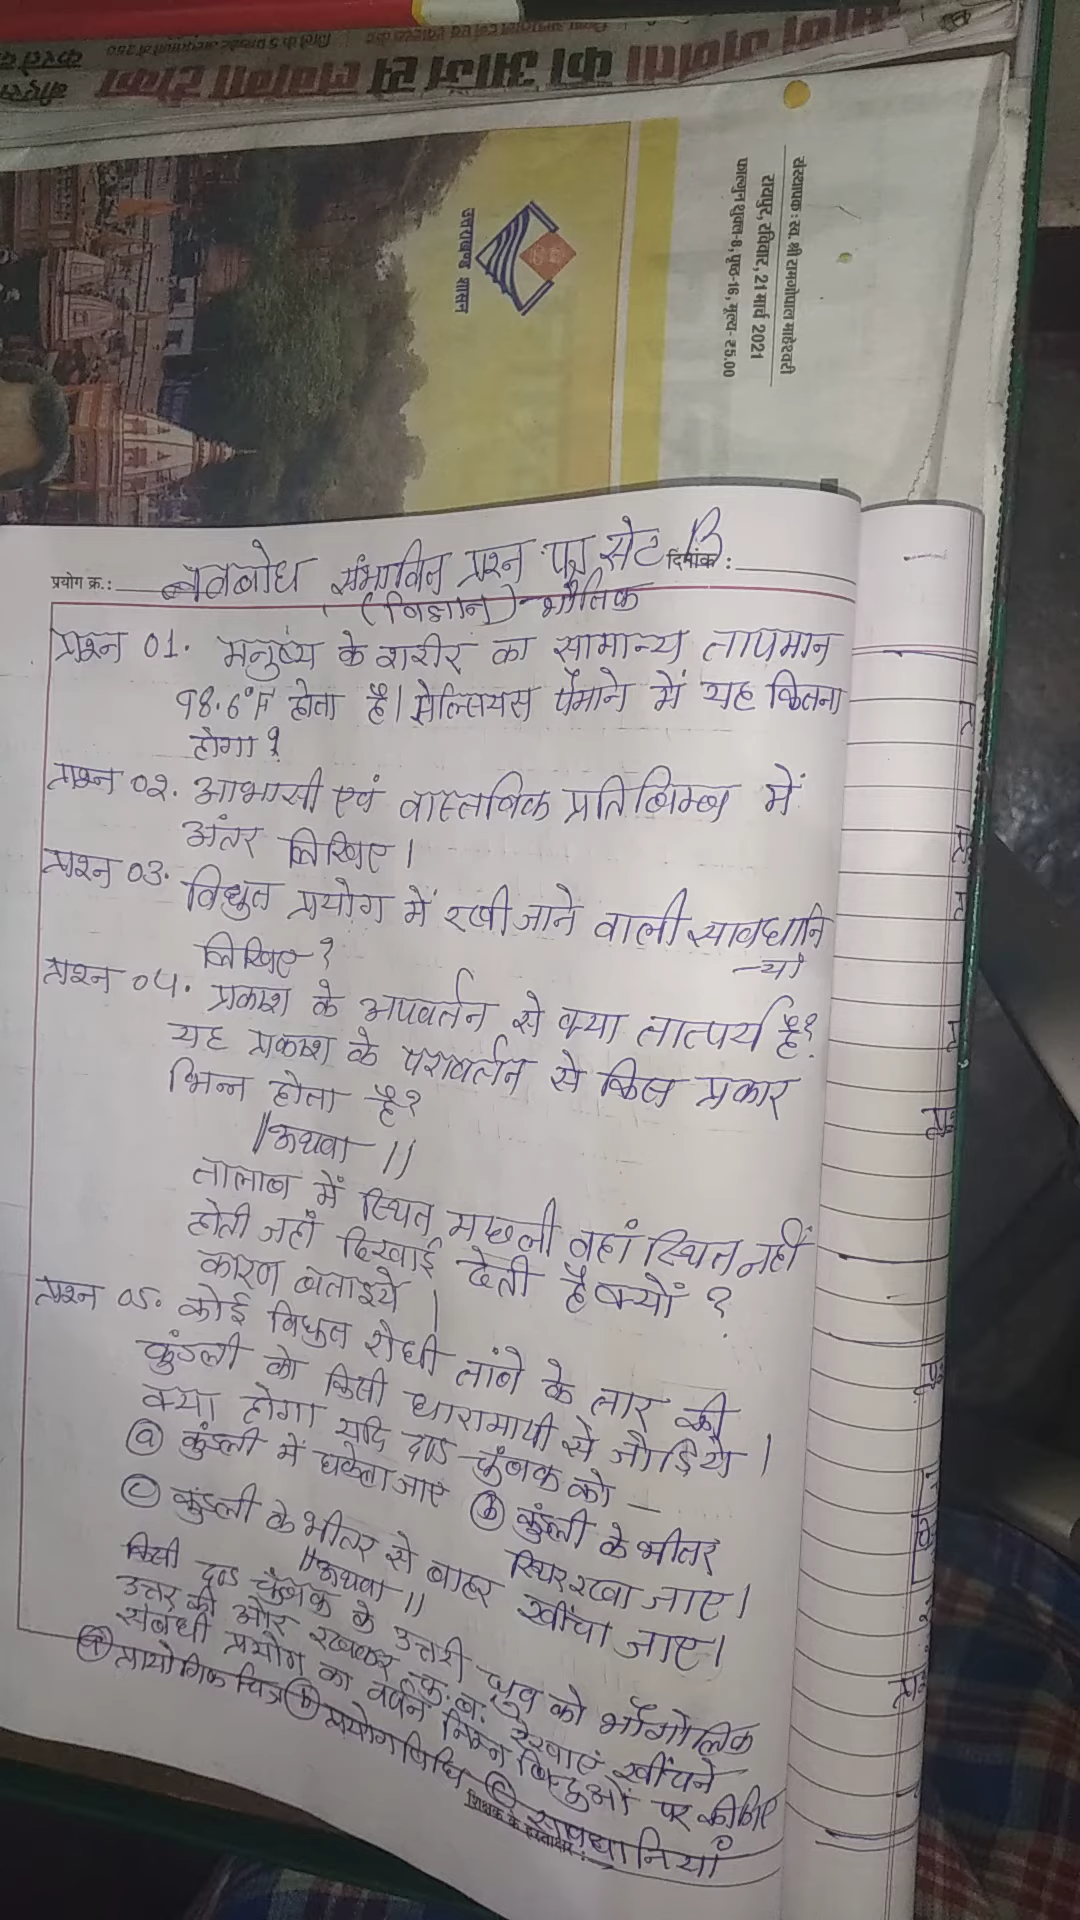 जनता का
उत्तराखण्ड शासन
संस्थापक : स्व. श्री रामगोपाल माहेश्वरी
रायपुर, रविवार, 21 मार्च 2021
फाल्गुन शुक्ल-8, पृष्ठ-16, मूल्य-₹5.00
प्रयोग क्र.: नवबोध संभावित प्रश्न पत्र सेट B दिनांक :
(विज्ञान) - भौतिक
प्रश्न 01. मनुष्य के शरीर का सामान्य तापमान
98.6°F होता है। सेल्सियस पैमाने में यह कितना
होगा ?
प्रश्न 02. आभासी एवं वास्तविक प्रतिबिम्ब में
अंतर लिखिए।
प्रश्न 03. विद्युत प्रयोग में रखी जाने वाली सावधानि
-यां
लिखिए ?
प्रश्न 04. प्रकाश के अपवर्तन से क्या तात्पर्य है?
यह प्रकाश के परावर्तन से किस प्रकार
भिन्न होता है?
//अथवा //
तालाब में स्थित मछली वहां स्थित नहीं
होती जहाँ दिखाई देती है क्यों ?
कारण बताइये।
प्रश्न 05. कोई विद्युत रोधी तांबे के तार की
कुंडली को किसी धारामापी से जोड़िये।
क्या होगा यदि दण्ड चुंबक को –
ⓐ कुंडली में धकेला जाए ⓑ कुंडली के भीतर
स्थिर रखा जाए।
ⓒ कुंडली के भीतर से बाहर खींचा जाए।
//अथवा //
किसी दण्ड चुंबक के उत्तरी ध्रुव को भौगोलिक
उत्तर की ओर रखकर चु. ब. रेखाएं खींचने
संबंधी प्रयोग का वर्णन निम्न बिन्दुओं पर कीजिए
ⓐ प्रायोगिक चित्र ⓑ प्रयोग विधि ⓒ सावधानियाँ
शिक्षक के हस्ताक्षर :